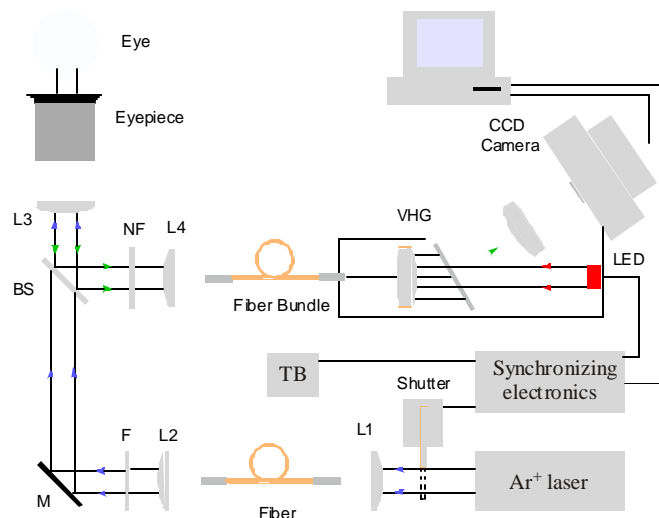 Eye
Eyepiece
CCD
Camera
L3
NF
L4
VHG
BS
Fiber Bundle
LED
TB
Synchronizing
electronics
Shutter
F
L2
L1
M
Fiber
Ar⁺ laser